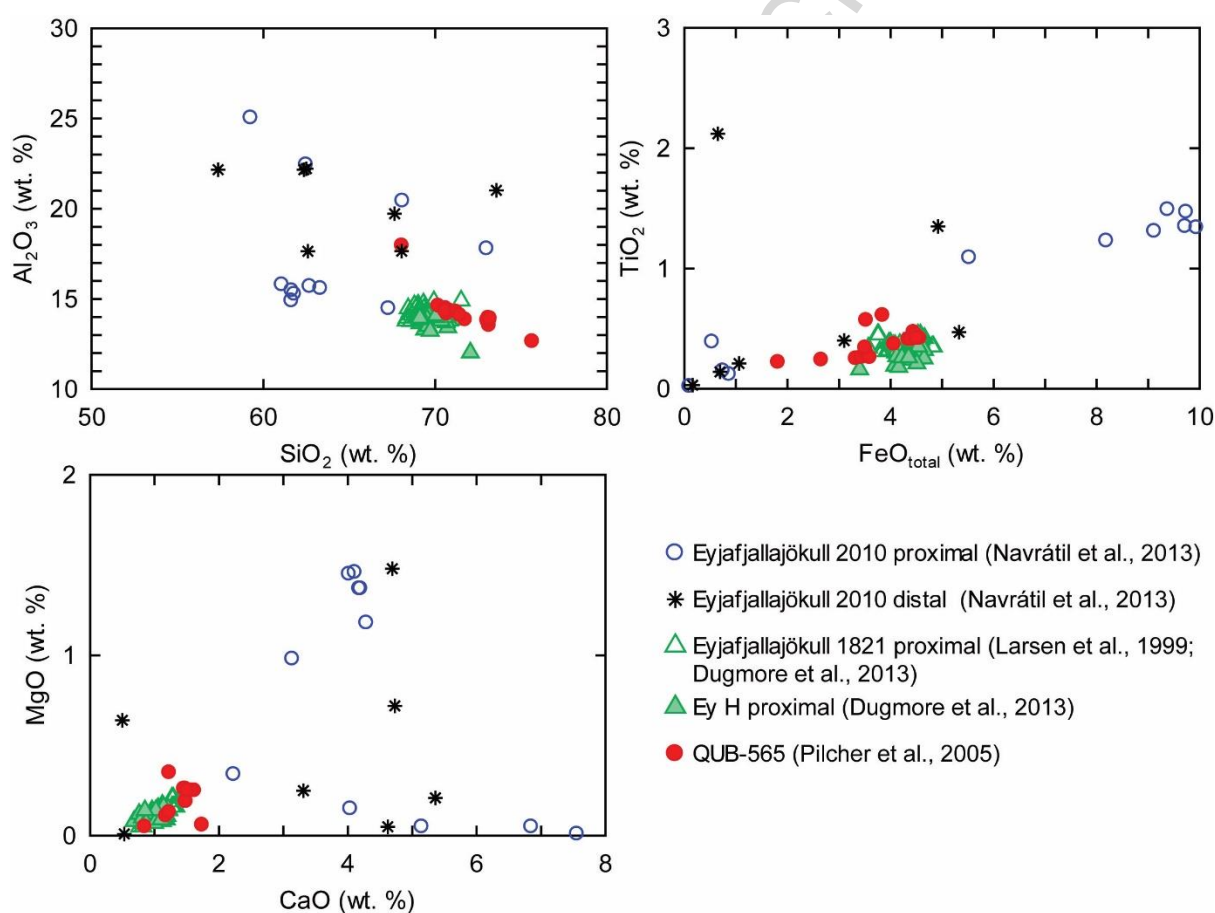 30
25
20
15
10
Al₂O₃ (wt. %)
50 60 70 80
SiO₂ (wt. %)
3
2
1
0
TiO₂ (wt. %)
0 2 4 6 8 10
FeO_total (wt. %)
2
1
0
MgO (wt. %)
0 2 4 6 8
CaO (wt. %)
Eyjafjallajökull 2010 proximal (Navrátil et al., 2013)
Eyjafjallajökull 2010 distal (Navrátil et al., 2013)
Eyjafjallajökull 1821 proximal (Larsen et al., 1999;
Dugmore et al., 2013)
Ey H proximal (Dugmore et al., 2013)
QUB-565 (Pilcher et al., 2005)